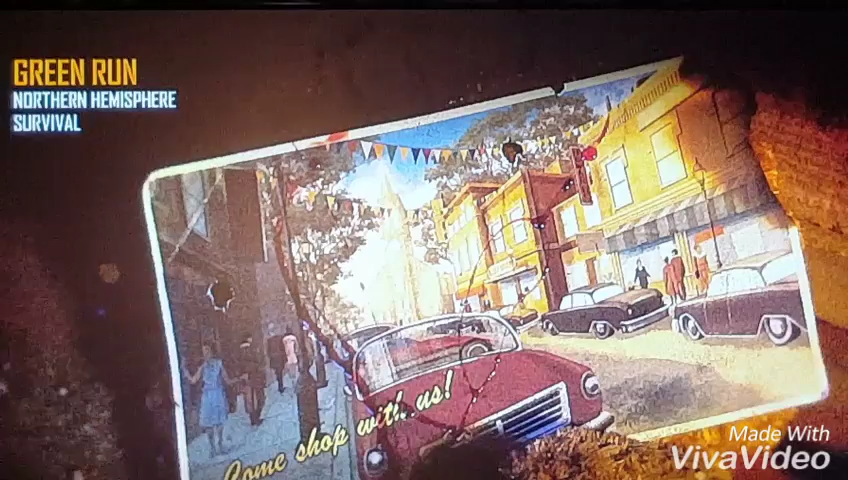 GREEN RUN
NORTHERN HEMISPHERE
SURVIVAL
Come shop with us!
Made With
VivaVideo